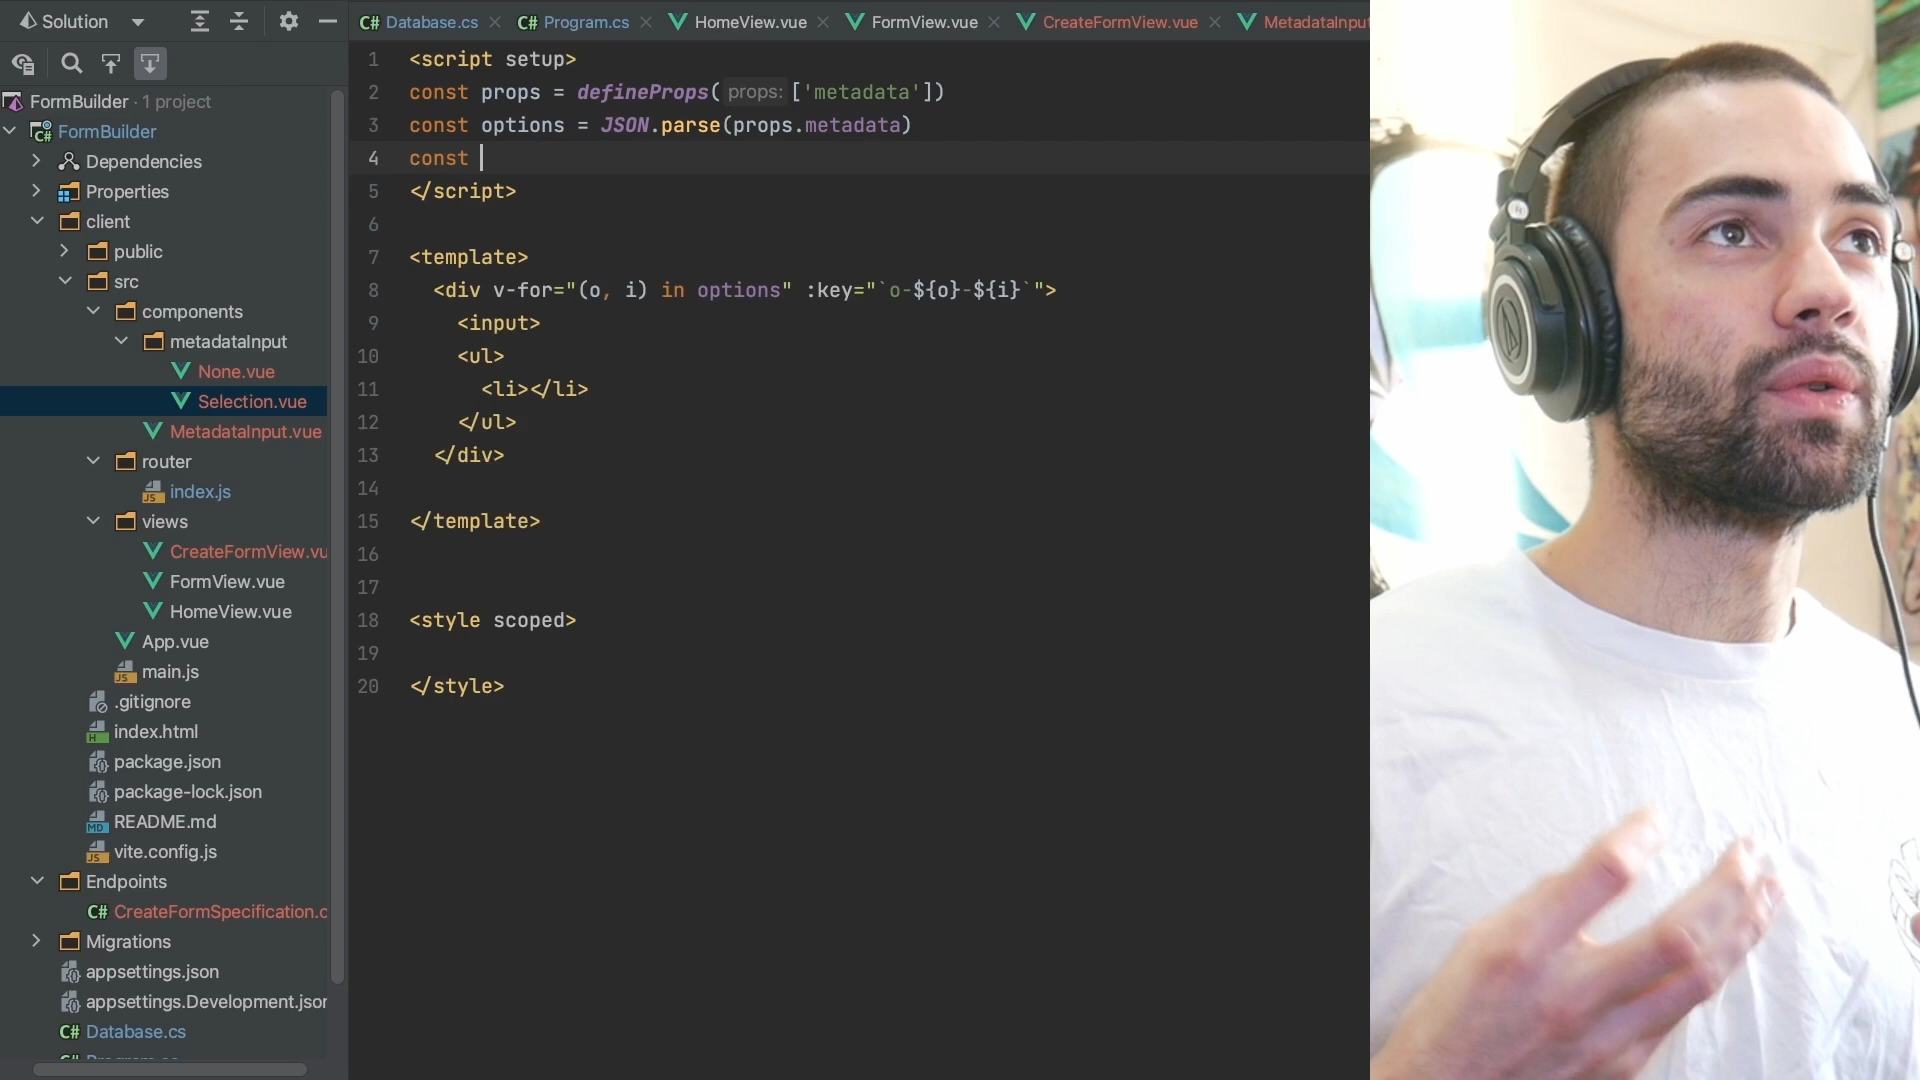 Solution
FormBuilder · 1 project
FormBuilder
Dependencies
Properties
client
public
src
components
metadataInput
None.vue
Selection.vue
MetadataInput.vue
router
index.js
views
CreateFormView.vu
FormView.vue
HomeView.vue
App.vue
main.js
.gitignore
index.html
package.json
package-lock.json
README.md
vite.config.js
Endpoints
CreateFormSpecification.c
Migrations
appsettings.json
appsettings.Development.json
Database.cs
Program.cs
Database.cs
Program.cs
HomeView.vue
FormView.vue
CreateFormView.vue
MetadataInput
1 <script setup>
2 const props = defineProps( props: ['metadata'])
3 const options = JSON.parse(props.metadata)
4 const
5 </script>
6
7 <template>
8 <div v-for="(o, i) in options" :key="`o-${o}-${i}`">
9 <input>
10 <ul>
11 <li></li>
12 </ul>
13 </div>
14
15 </template>
16
17
18 <style scoped>
19
20 </style>